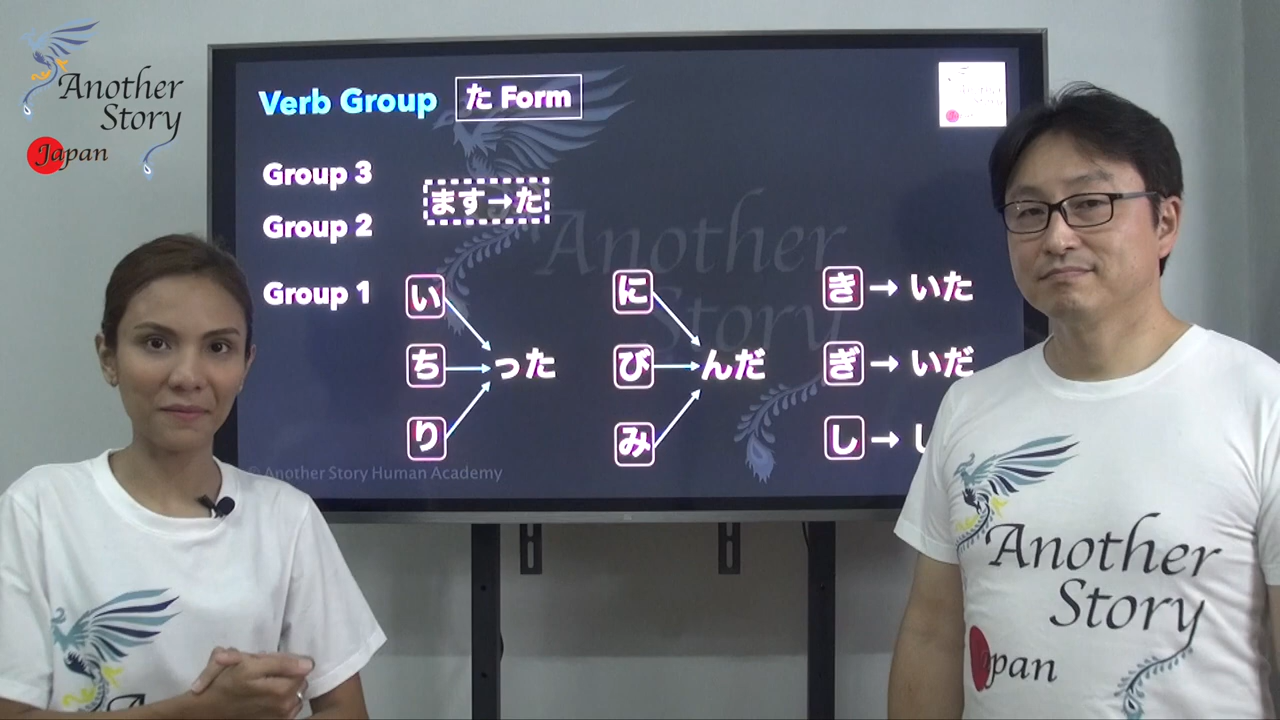 Another
Story
Japan
Verb Group
た Form
Group 3
Group 2
ます→た
Group 1
い
ち
り
った
に
び
み
んだ
き → いた
ぎ → いだ
し →
Another
Story
© Another Story Human Academy
Another
Story
Japan